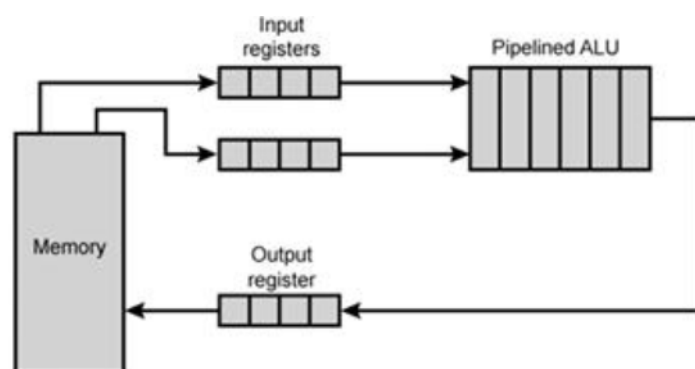 Input
registers
Pipelined ALU
Memory
Output
register